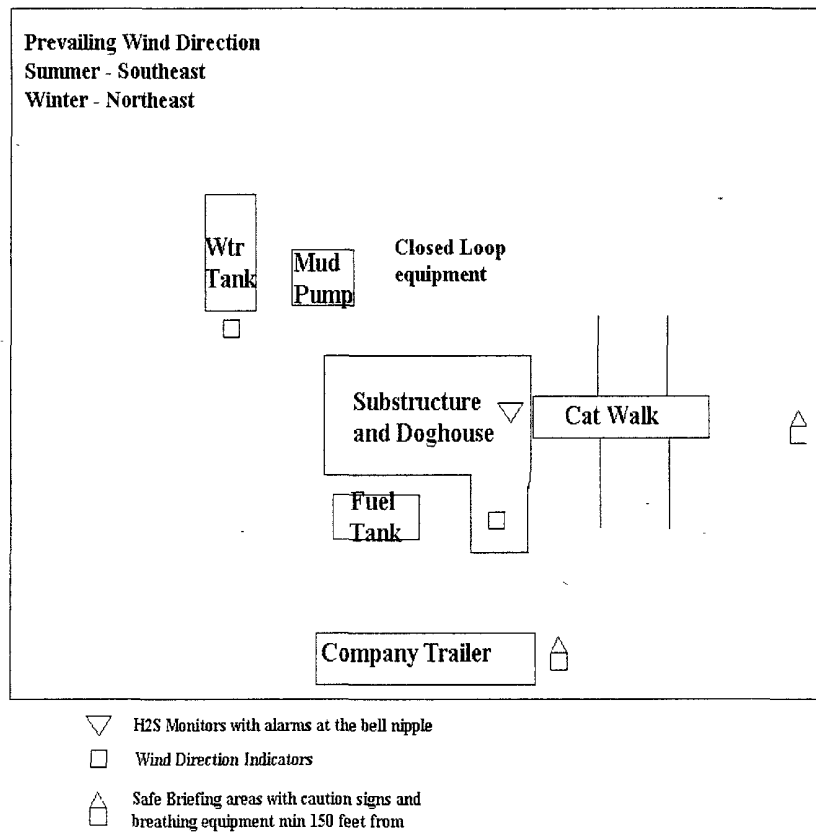 Prevailing Wind Direction
Summer - Southeast
Winter - Northeast
Wtr
Tank
Mud
Pump
Closed Loop
equipment
Substructure
and Doghouse
Cat Walk
Fuel
Tank
Company Trailer
H2S Monitors with alarms at the bell nipple
Wind Direction Indicators
Safe Briefing areas with caution signs and
breathing equipment min 150 feet from